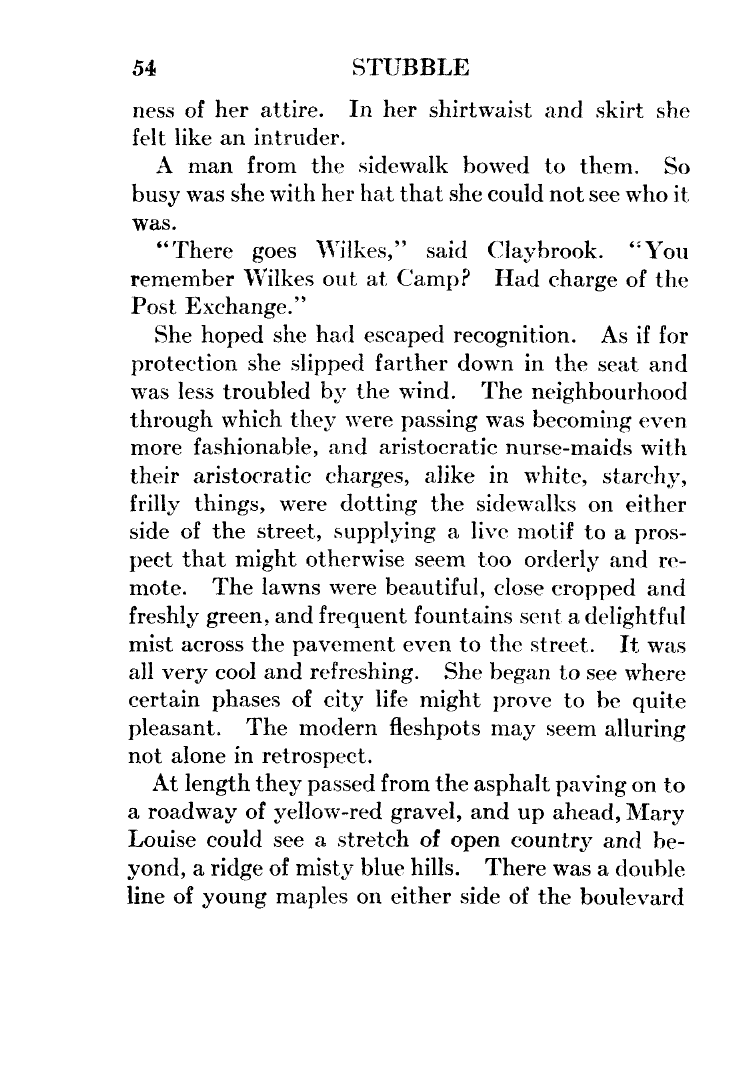 54 STUBBLE
ness of her attire. In her shirtwaist and skirt she
felt like an intruder.
A man from the sidewalk bowed to them. So
busy was she with her hat that she could not see who it
was.
“There goes Wilkes,” said Claybrook. “You
remember Wilkes out at Camp? Had charge of the
Post Exchange.”
She hoped she had escaped recognition. As if for
protection she slipped farther down in the seat and
was less troubled by the wind. The neighbourhood
through which they were passing was becoming even
more fashionable, and aristocratic nurse-maids with
their aristocratic charges, alike in white, starchy,
frilly things, were dotting the sidewalks on either
side of the street, supplying a live motif to a pros-
pect that might otherwise seem too orderly and re-
mote. The lawns were beautiful, close cropped and
freshly green, and frequent fountains sent a delightful
mist across the pavement even to the street. It was
all very cool and refreshing. She began to see where
certain phases of city life might prove to be quite
pleasant. The modern fleshpots may seem alluring
not alone in retrospect.
At length they passed from the asphalt paving on to
a roadway of yellow-red gravel, and up ahead, Mary
Louise could see a stretch of open country and be-
yond, a ridge of misty blue hills. There was a double
line of young maples on either side of the boulevard